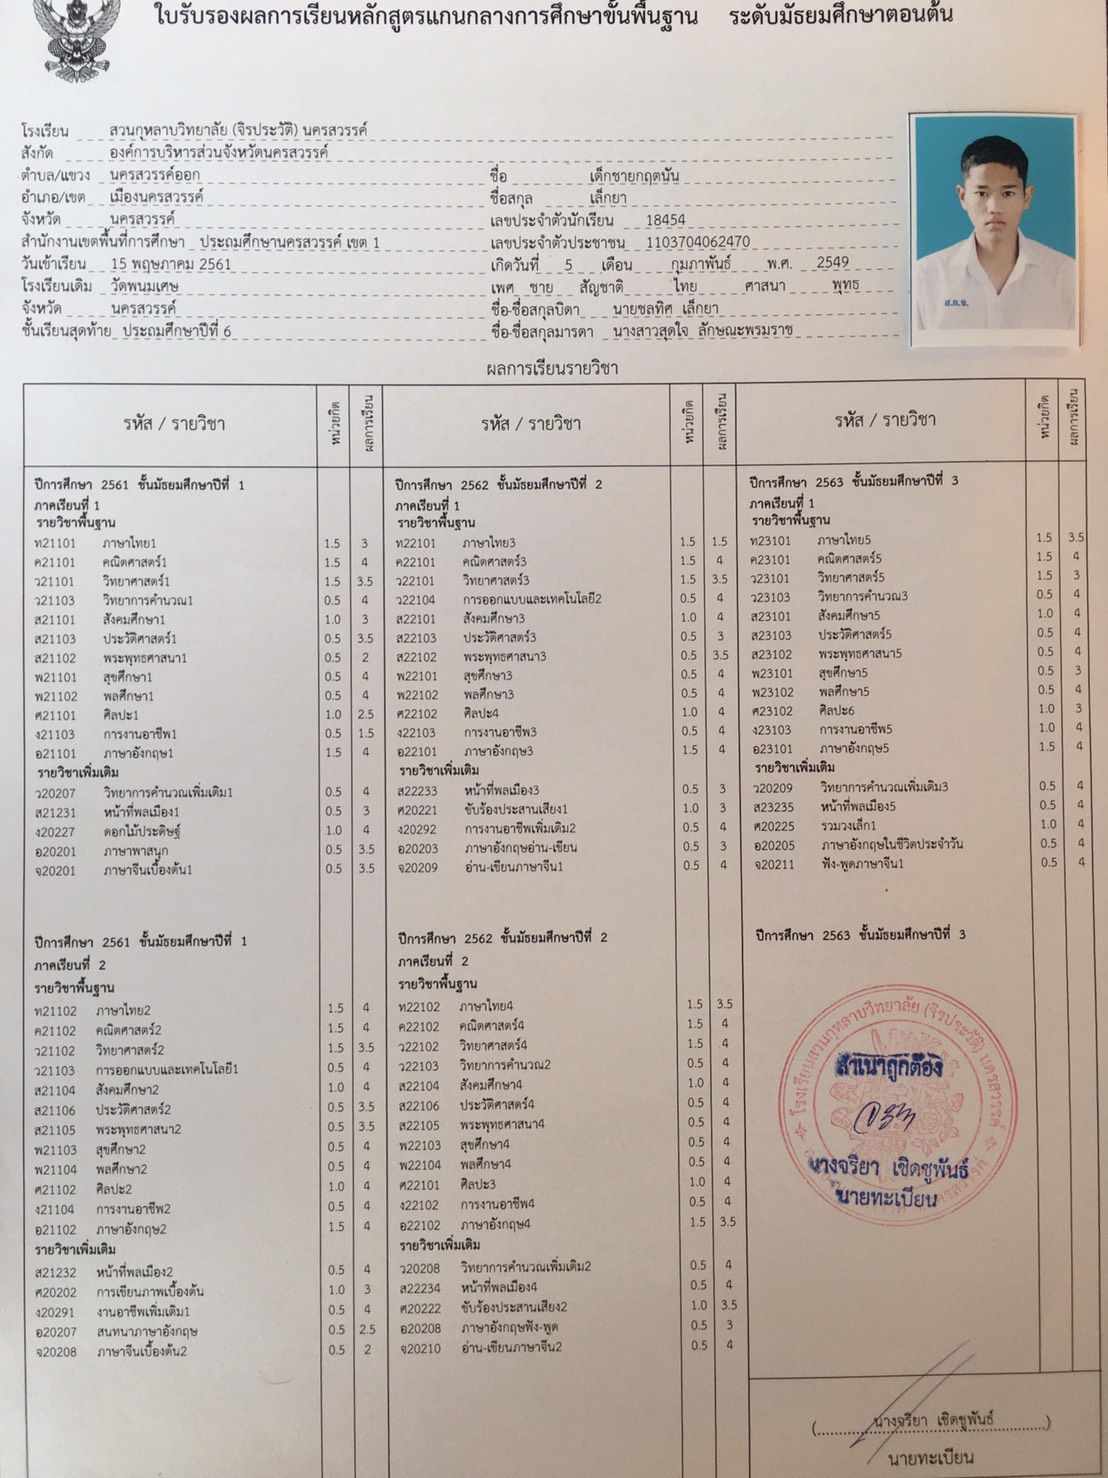 ใบรับรองผลการเรียนหลักสูตรแกนกลางการศึกษาขั้นพื้นฐาน ระดับมัธยมศึกษาตอนต้น
โรงเรียน สวนกุหลาบวิทยาลัย (จิรประวัติ) นครสวรรค์
สังกัด องค์การบริหารส่วนจังหวัดนครสวรรค์
ตำบล/แขวง นครสวรรค์ออก
อำเภอ/เขต เมืองนครสวรรค์
จังหวัด นครสวรรค์
สำนักงานเขตพื้นที่การศึกษา ประถมศึกษานครสวรรค์ เขต 1
วันเข้าเรียน 15 พฤษภาคม 2561
โรงเรียนเดิม วัดพนมเศษ
จังหวัด นครสวรรค์
ชั้นเรียนสุดท้าย ประถมศึกษาปีที่ 6
ชื่อ เด็กชายกฤตนัน
ชื่อสกุล เล็กยา
เลขประจำตัวนักเรียน 18454
เลขประจำตัวประชาชน 1103704062470
เกิดวันที่ 5 เดือน กุมภาพันธ์ พ.ศ. 2549
เพศ ชาย สัญชาติ ไทย ศาสนา พุทธ
ชื่อ-ชื่อสกุลบิดา นายชลทิศ เล็กยา
ชื่อ-ชื่อสกุลมารดา นางสาวสุดใจ ลักษณะพรมราช
ส.ก.จ.
ผลการเรียนรายวิชา
รหัส / รายวิชา หน่วยกิต ผลการเรียน
ปีการศึกษา 2561 ชั้นมัธยมศึกษาปีที่ 1
ภาคเรียนที่ 1
รายวิชาพื้นฐาน
ท21101 ภาษาไทย1 1.5 3
ค21101 คณิตศาสตร์1 1.5 4
ว21101 วิทยาศาสตร์1 1.5 3.5
ว21103 วิทยาการคำนวณ1 0.5 4
ส21101 สังคมศึกษา1 1.0 3
ส21103 ประวัติศาสตร์1 0.5 3.5
ส21102 พระพุทธศาสนา1 0.5 2
พ21101 สุขศึกษา1 0.5 4
พ21102 พลศึกษา1 0.5 4
ศ21101 ศิลปะ1 1.0 2.5
ง21103 การงานอาชีพ1 0.5 1.5
อ21101 ภาษาอังกฤษ1 1.5 4
รายวิชาเพิ่มเติม
ว20207 วิทยาการคำนวณเพิ่มเติม1 0.5 4
ส21231 หน้าที่พลเมือง1 0.5 3
ง20227 ดอกไม้ประดิษฐ์ 1.0 4
อ20201 ภาษาพาสนุก 0.5 3.5
จ20201 ภาษาจีนเบื้องต้น1 0.5 3.5
ปีการศึกษา 2561 ชั้นมัธยมศึกษาปีที่ 1
ภาคเรียนที่ 2
รายวิชาพื้นฐาน
ท21102 ภาษาไทย2 1.5 4
ค21102 คณิตศาสตร์2 1.5 4
ว21102 วิทยาศาสตร์2 1.5 3.5
ว21103 การออกแบบและเทคโนโลยี1 0.5 4
ส21104 สังคมศึกษา2 1.0 4
ส21106 ประวัติศาสตร์2 0.5 3.5
ส21105 พระพุทธศาสนา2 0.5 3.5
พ21103 สุขศึกษา2 0.5 4
พ21104 พลศึกษา2 0.5 4
ศ21102 ศิลปะ2 1.0 4
ง21104 การงานอาชีพ2 0.5 4
อ21102 ภาษาอังกฤษ2 1.5 4
รายวิชาเพิ่มเติม
ส21232 หน้าที่พลเมือง2 0.5 4
ศ20202 การเขียนภาพเบื้องต้น 1.0 3
ง20291 งานอาชีพเพิ่มเติม1 0.5 4
อ20207 สนทนาภาษาอังกฤษ 0.5 2.5
จ20208 ภาษาจีนเบื้องต้น2 0.5 2
รหัส / รายวิชา หน่วยกิต ผลการเรียน
ปีการศึกษา 2562 ชั้นมัธยมศึกษาปีที่ 2
ภาคเรียนที่ 1
รายวิชาพื้นฐาน
ท22101 ภาษาไทย3 1.5 1.5
ค22101 คณิตศาสตร์3 1.5 4
ว22101 วิทยาศาสตร์3 1.5 3.5
ว22104 การออกแบบและเทคโนโลยี2 0.5 4
ส22101 สังคมศึกษา3 1.0 4
ส22103 ประวัติศาสตร์3 0.5 3
ส22102 พระพุทธศาสนา3 0.5 3.5
พ22101 สุขศึกษา3 0.5 4
พ22102 พลศึกษา3 0.5 4
ศ22102 ศิลปะ4 1.0 4
ง22103 การงานอาชีพ3 0.5 4
อ22101 ภาษาอังกฤษ3 1.5 4
รายวิชาเพิ่มเติม
ส22233 หน้าที่พลเมือง3 0.5 3
ศ20221 ขับร้องประสานเสียง1 1.0 3
ง20292 การงานอาชีพเพิ่มเติม2 0.5 4
อ20203 ภาษาอังกฤษอ่าน-เขียน 0.5 3
จ20209 อ่าน-เขียนภาษาจีน1 0.5 4
ปีการศึกษา 2562 ชั้นมัธยมศึกษาปีที่ 2
ภาคเรียนที่ 2
รายวิชาพื้นฐาน
ท22102 ภาษาไทย4 1.5 3.5
ค22102 คณิตศาสตร์4 1.5 4
ว22102 วิทยาศาสตร์4 1.5 4
ว22103 วิทยาการคำนวณ2 0.5 4
ส22104 สังคมศึกษา4 1.0 4
ส22106 ประวัติศาสตร์4 0.5 4
ส22105 พระพุทธศาสนา4 0.5 4
พ22103 สุขศึกษา4 0.5 4
พ22104 พลศึกษา4 0.5 4
ศ22101 ศิลปะ3 1.0 4
ง22102 การงานอาชีพ4 0.5 4
อ22102 ภาษาอังกฤษ4 1.5 3.5
รายวิชาเพิ่มเติม
ว20208 วิทยาการคำนวณเพิ่มเติม2 0.5 4
ส22234 หน้าที่พลเมือง4 0.5 4
ศ20222 ขับร้องประสานเสียง2 1.0 3.5
อ20208 ภาษาอังกฤษฟัง-พูด 0.5 3
จ20210 อ่าน-เขียนภาษาจีน2 0.5 4
รหัส / รายวิชา หน่วยกิต ผลการเรียน
ปีการศึกษา 2563 ชั้นมัธยมศึกษาปีที่ 3
ภาคเรียนที่ 1
รายวิชาพื้นฐาน
ท23101 ภาษาไทย5 1.5 3.5
ค23101 คณิตศาสตร์5 1.5 4
ว23101 วิทยาศาสตร์5 1.5 3
ว23103 วิทยาการคำนวณ3 0.5 4
ส23101 สังคมศึกษา5 1.0 4
ส23103 ประวัติศาสตร์5 0.5 4
ส23102 พระพุทธศาสนา5 0.5 4
พ23101 สุขศึกษา5 0.5 3
พ23102 พลศึกษา5 0.5 4
ศ23102 ศิลปะ6 1.0 3
ง23103 การงานอาชีพ5 1.0 4
อ23101 ภาษาอังกฤษ5 1.5 4
รายวิชาเพิ่มเติม
ว20209 วิทยาการคำนวณเพิ่มเติม3 0.5 4
ส23235 หน้าที่พลเมือง5 0.5 4
ศ20225 รวมวงเล็ก1 1.0 4
อ20205 ภาษาอังกฤษในชีวิตประจำวัน 0.5 4
จ20211 ฟัง-พูดภาษาจีน1 0.5 4
ปีการศึกษา 2563 ชั้นมัธยมศึกษาปีที่ 3
โรงเรียนสวนกุหลาบวิทยาลัย (จิรประวัติ) นครสวรรค์
สำเนาถูกต้อง
นางจริยา เชิดชูพันธ์
นายทะเบียน
(นางจริยา เชิดชูพันธ์)
นายทะเบียน